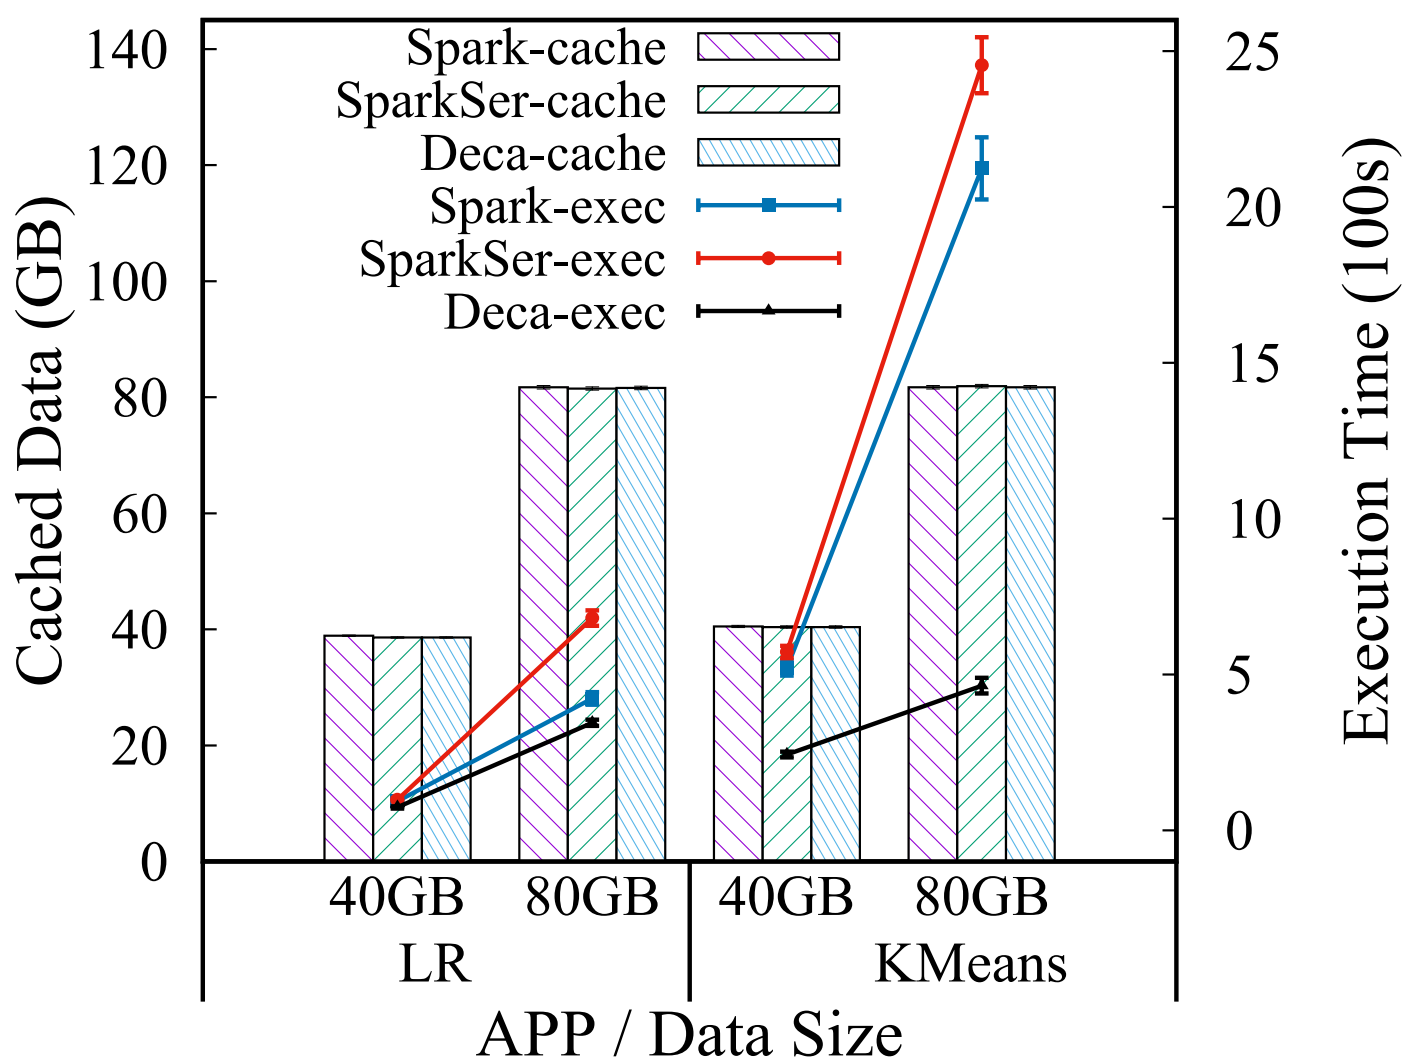 Cached Data (GB)
140
120
100
80
60
40
20
0
Spark-cache
SparkSer-cache
Deca-cache
Spark-exec
SparkSer-exec
Deca-exec
25
20
15
10
5
0
Execution Time (100s)
40GB 80GB 40GB 80GB
LR KMeans
APP / Data Size